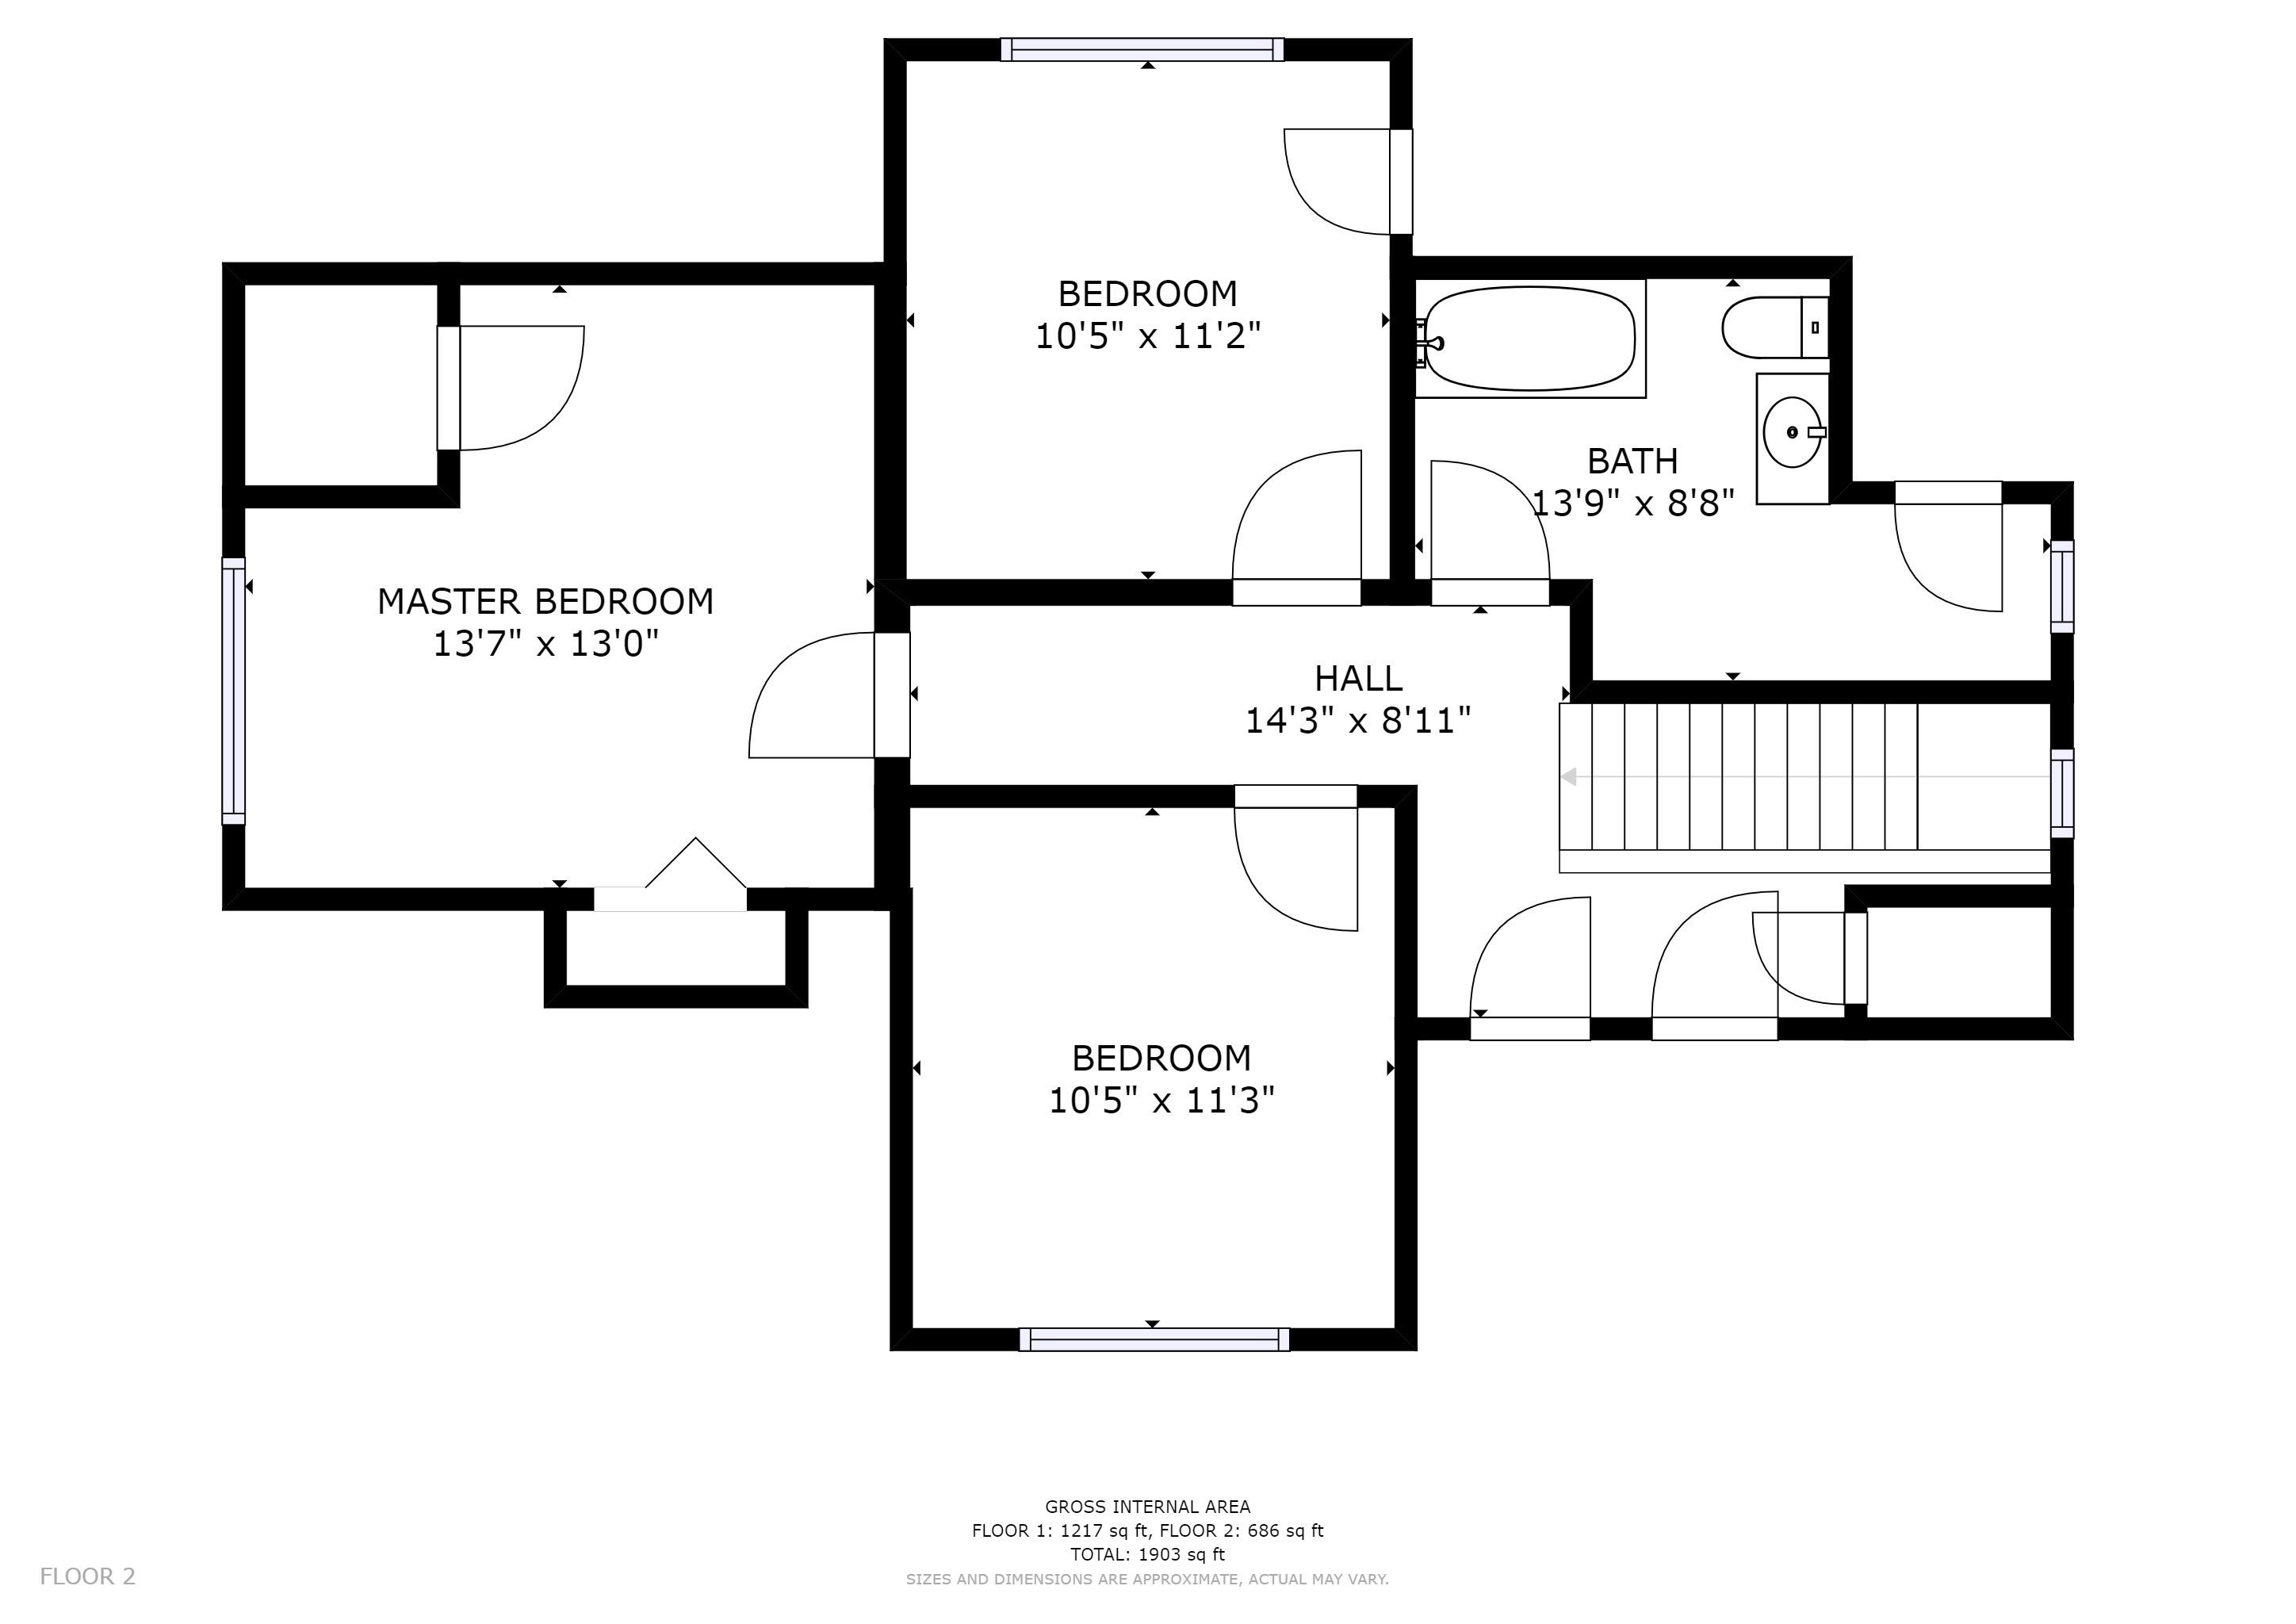 BEDROOM
10'5" x 11'2"
BATH
13'9" x 8'8"
MASTER BEDROOM
13'7" x 13'0"
HALL
14'3" x 8'11"
BEDROOM
10'5" x 11'3"
GROSS INTERNAL AREA
FLOOR 1: 1217 sq ft, FLOOR 2: 686 sq ft
TOTAL: 1903 sq ft
SIZES AND DIMENSIONS ARE APPROXIMATE, ACTUAL MAY VARY.
FLOOR 2